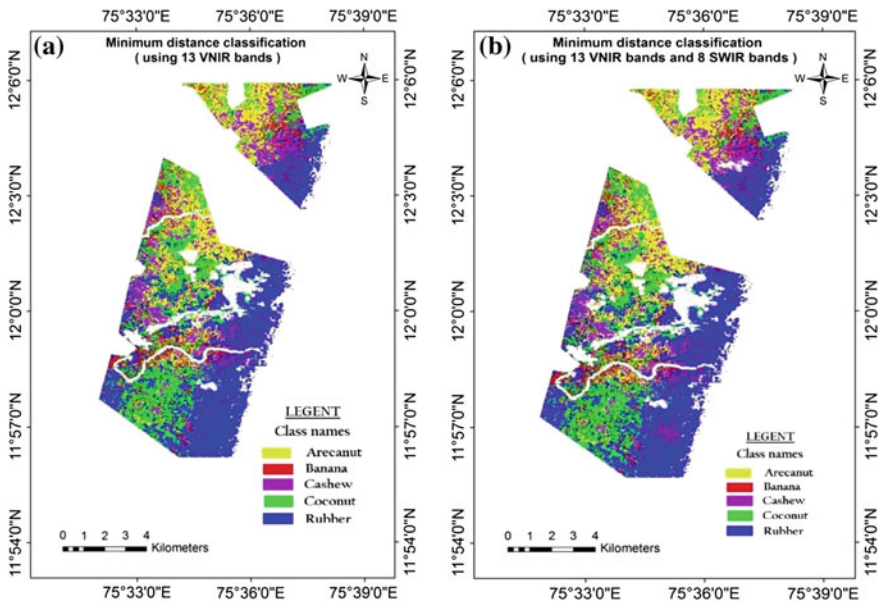 75°33'0"E 75°36'0"E 75°39'0"E
(a)
Minimum distance classification
( using 13 VNIR bands )
N
W E
S
12°6'0"N
12°3'0"N
12°0'0"N
11°57'0"N
11°54'0"N
LEGENT
Class names
Arecanut
Banana
Cashew
Coconut
Rubber
0 1 2 3 4
Kilometers
75°33'0"E 75°36'0"E 75°39'0"E
75°33'0"E 75°36'0"E 75°39'0"E
(b)
Minimum distance classification
( using 13 VNIR bands and 8 SWIR bands )
N
W E
S
12°6'0"N
12°3'0"N
12°0'0"N
11°57'0"N
11°54'0"N
LEGENT
Class names
Arecanut
Banana
Cashew
Coconut
Rubber
0 1 2 3 4
Kilometers
75°33'0"E 75°36'0"E 75°39'0"E